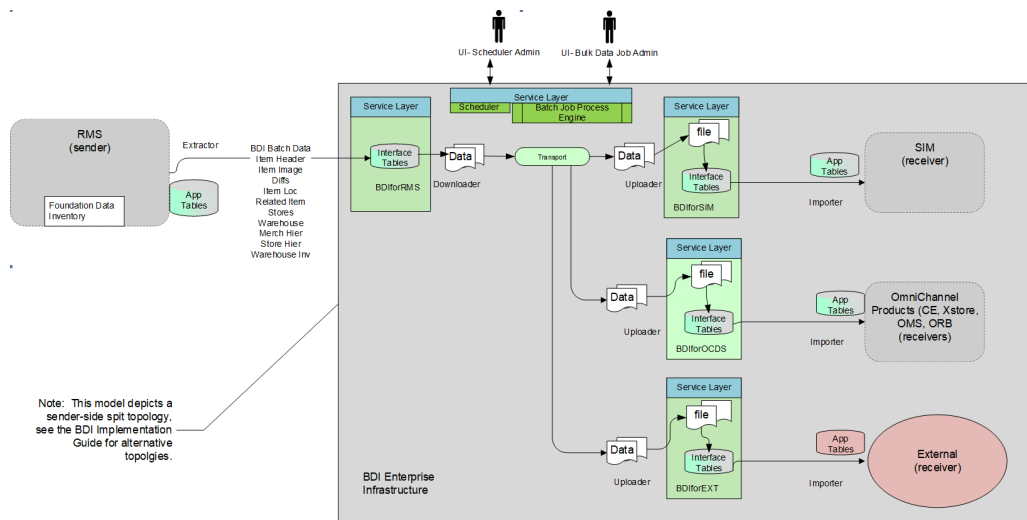 UI- Scheduler Admin
UI- Bulk Data Job Admin
Service Layer
Scheduler
Batch Job Process
Engine
RMS
(sender)
Foundation Data
Inventory
Extractor
App
Tables
BDI Batch Data
Item Header
Item Image
Diffs
Item Loc
Related Item
Stores
Warehouse
Merch Hier
Store Hier
Warehouse Inv
Service Layer
Interface
Tables
BDIforRMS
Data
Downloader
Transport
Data
Uploader
Service Layer
file
Interface
Tables
BDIforSIM
App
Tables
Importer
SIM
(receiver)
Data
Uploader
Service Layer
file
Interface
Tables
BDIforOCDS
App
Tables
Importer
OmniChannel
Products (CE, Xstore,
OMS, ORB
(receivers)
Note: This model depicts a
sender-side spit topology,
see the BDI Implementation
Guide for alternative
topolgies.
BDI Enterprise
Infrastructure
Data
Uploader
Service Layer
file
Interface
Tables
BDIforEXT
App
Tables
Importer
External
(receiver)